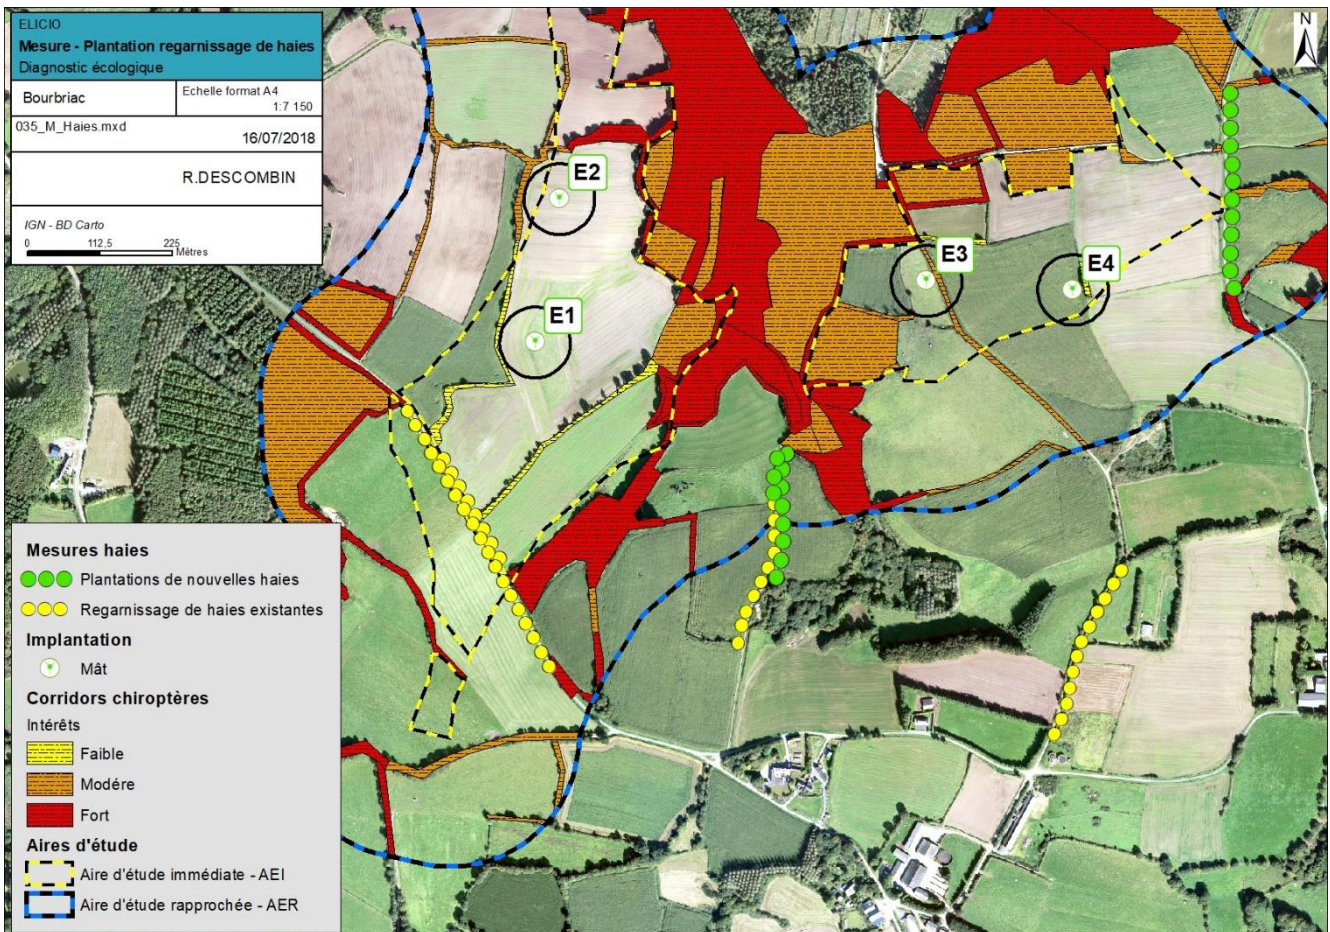 ELICIO
Mesure - Plantation regarnissage de haies
Diagnostic écologique
Bourbriac
Echelle format A4
1:7 150
035_M_Haies.mxd
16/07/2018
R.DESCOMBIN
IGN - BD Carto
0 112,5 225
Mètres
N
E2
E1
E3
E4
Mesures haies
Plantations de nouvelles haies
Regarnissage de haies existantes
Implantation
Mât
Corridors chiroptères
Intérêts
Faible
Modére
Fort
Aires d'étude
Aire d'étude immédiate - AEI
Aire d'étude rapprochée - AER